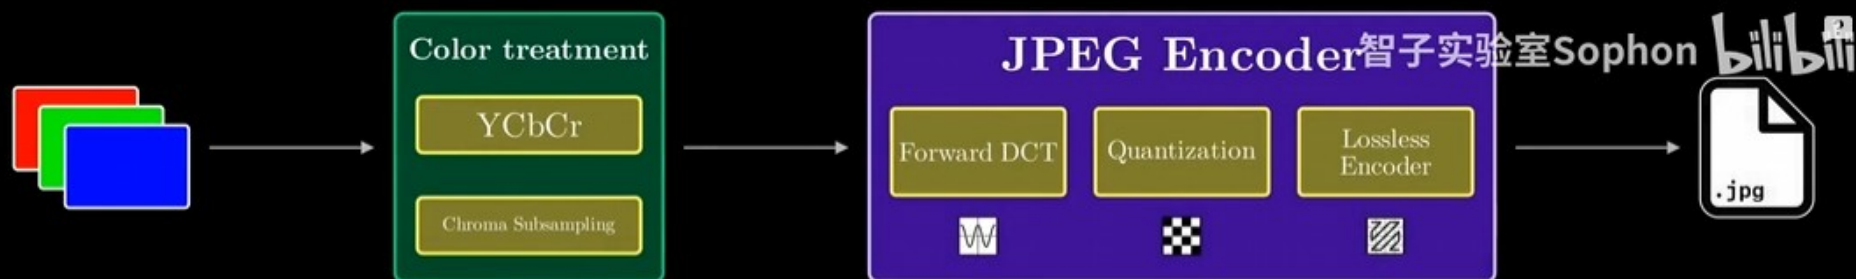 Color treatment
YCbCr
Chroma Subsampling
JPEG Encoder
智子实验室Sophon
bilibili
Forward DCT
Quantization
Lossless
Encoder
.jpg